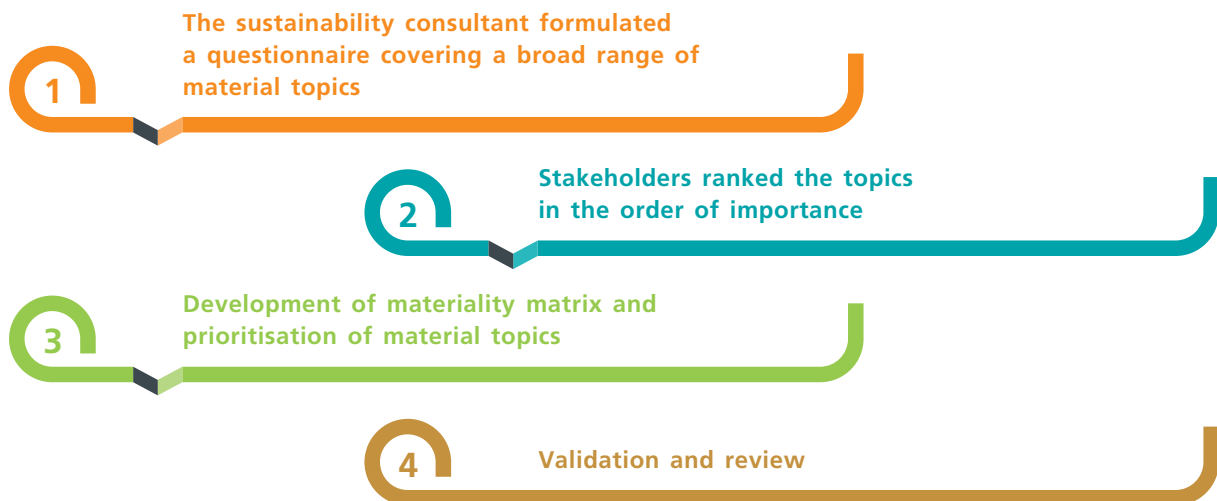 1
The sustainability consultant formulated
a questionnaire covering a broad range of
material topics
2
Stakeholders ranked the topics
in the order of importance
3
Development of materiality matrix and
prioritisation of material topics
4
Validation and review